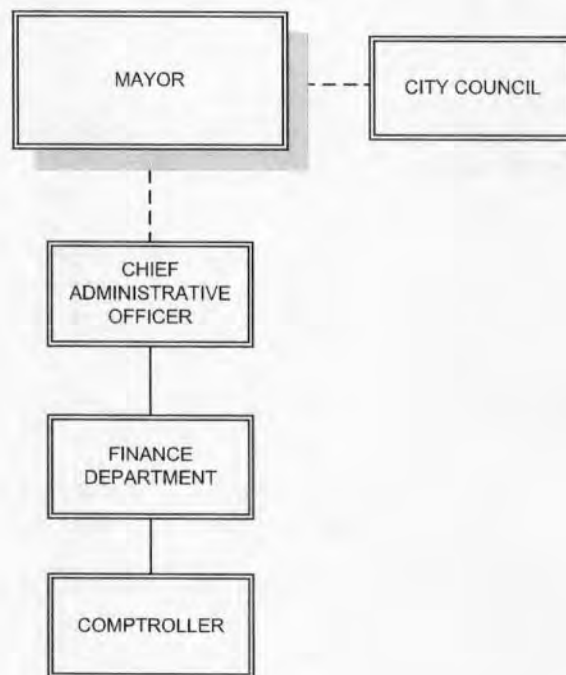 MAYOR
CITY COUNCIL
CHIEF
ADMINISTRATIVE
OFFICER
FINANCE
DEPARTMENT
COMPTROLLER